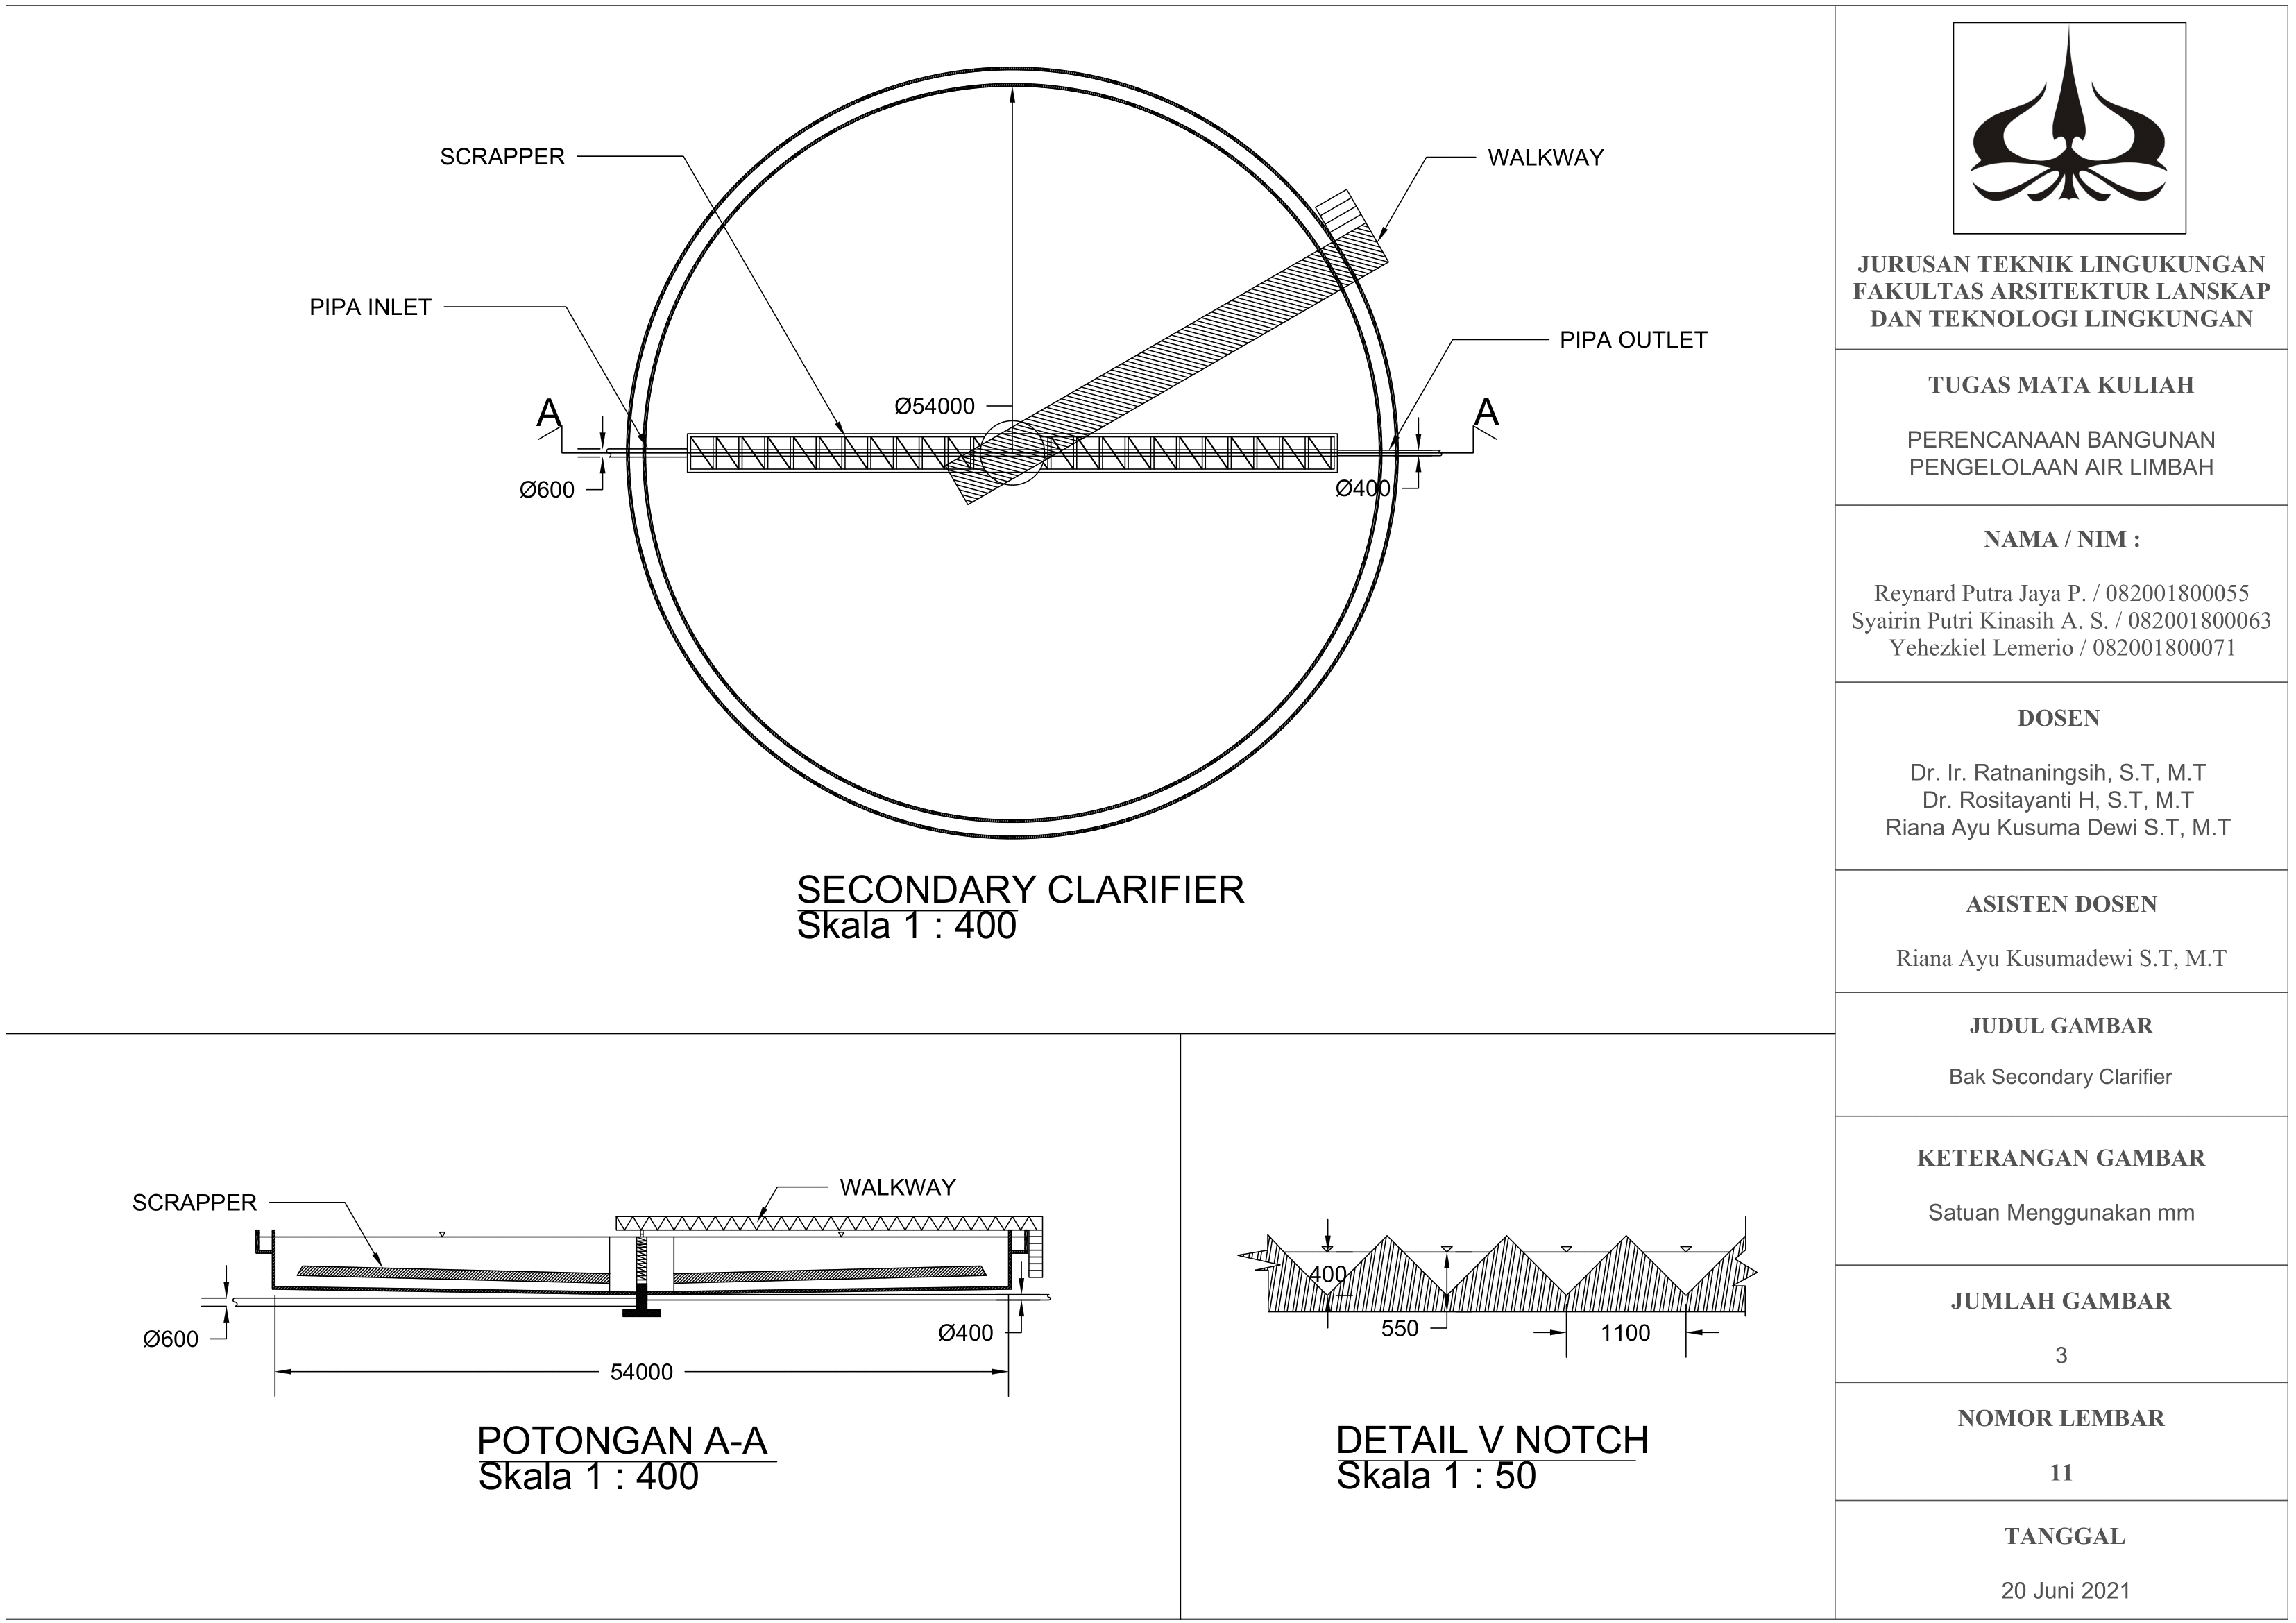 SCRAPPER
WALKWAY
PIPA INLET
PIPA OUTLET
Ø54000
A
A
Ø600
Ø400
SECONDARY CLARIFIER
Skala 1 : 400
SCRAPPER
WALKWAY
Ø600
Ø400
54000
POTONGAN A-A
Skala 1 : 400
400
550
1100
DETAIL V NOTCH
Skala 1 : 50
JURUSAN TEKNIK LINGUKUNGAN
FAKULTAS ARSITEKTUR LANSKAP
DAN TEKNOLOGI LINGKUNGAN
TUGAS MATA KULIAH
PERENCANAAN BANGUNAN
PENGELOLAAN AIR LIMBAH
NAMA / NIM :
Reynard Putra Jaya P. / 082001800055
Syairin Putri Kinasih A. S. / 082001800063
Yehezkiel Lemerio / 082001800071
DOSEN
Dr. Ir. Ratnaningsih, S.T, M.T
Dr. Rositayanti H, S.T, M.T
Riana Ayu Kusuma Dewi S.T, M.T
ASISTEN DOSEN
Riana Ayu Kusumadewi S.T, M.T
JUDUL GAMBAR
Bak Secondary Clarifier
KETERANGAN GAMBAR
Satuan Menggunakan mm
JUMLAH GAMBAR
3
NOMOR LEMBAR
11
TANGGAL
20 Juni 2021